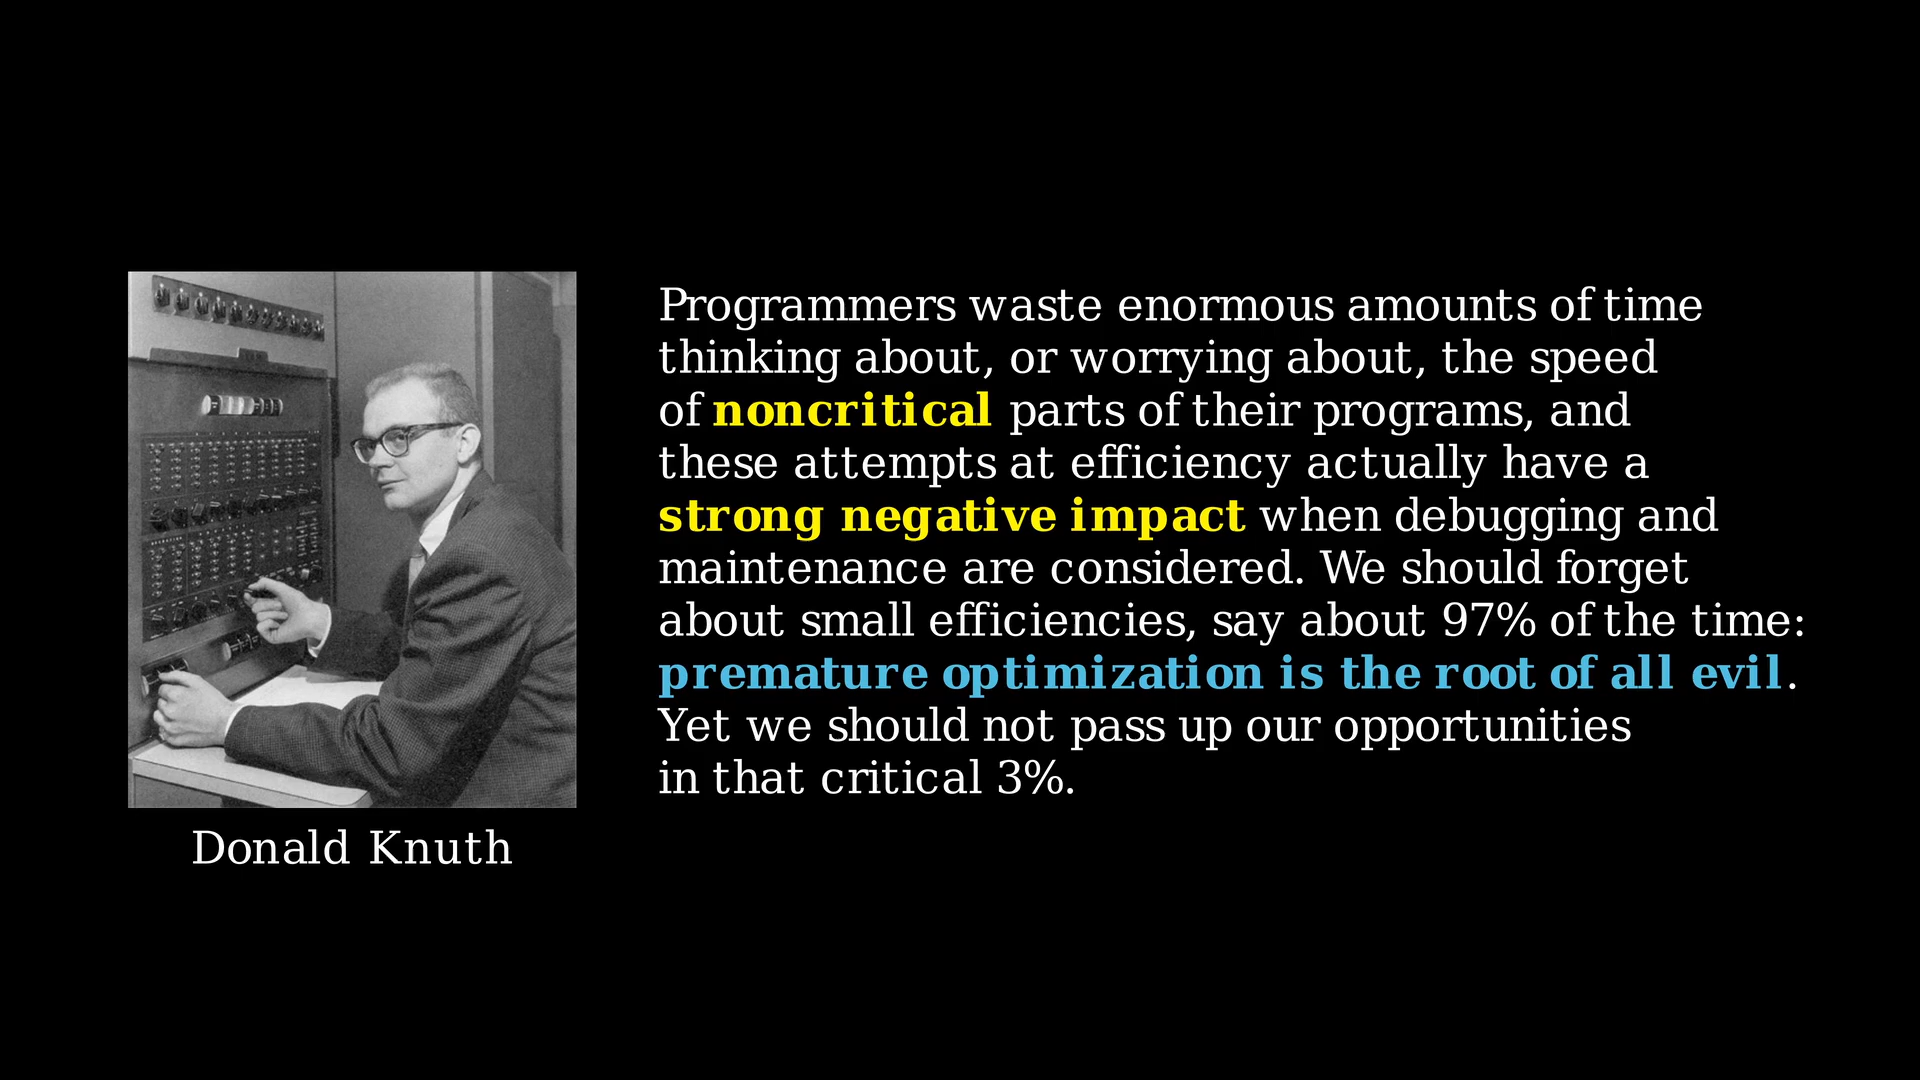 Programmers waste enormous amounts of time
thinking about, or worrying about, the speed
of noncritical parts of their programs, and
these attempts at efficiency actually have a
strong negative impact when debugging and
maintenance are considered. We should forget
about small efficiencies, say about 97% of the time:
premature optimization is the root of all evil.
Yet we should not pass up our opportunities
in that critical 3%.
Donald Knuth